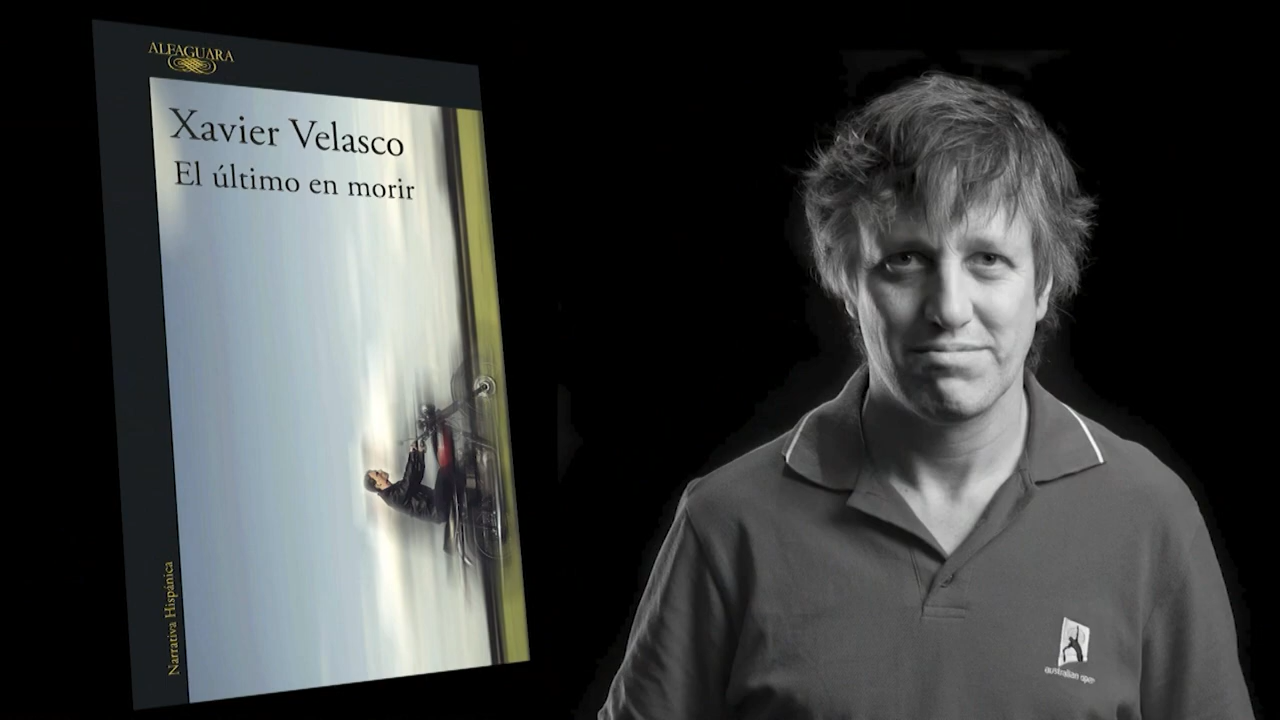 ALFAGUARA
Xavier Velasco
El último en morir
Narrativa Hispánica
australian open